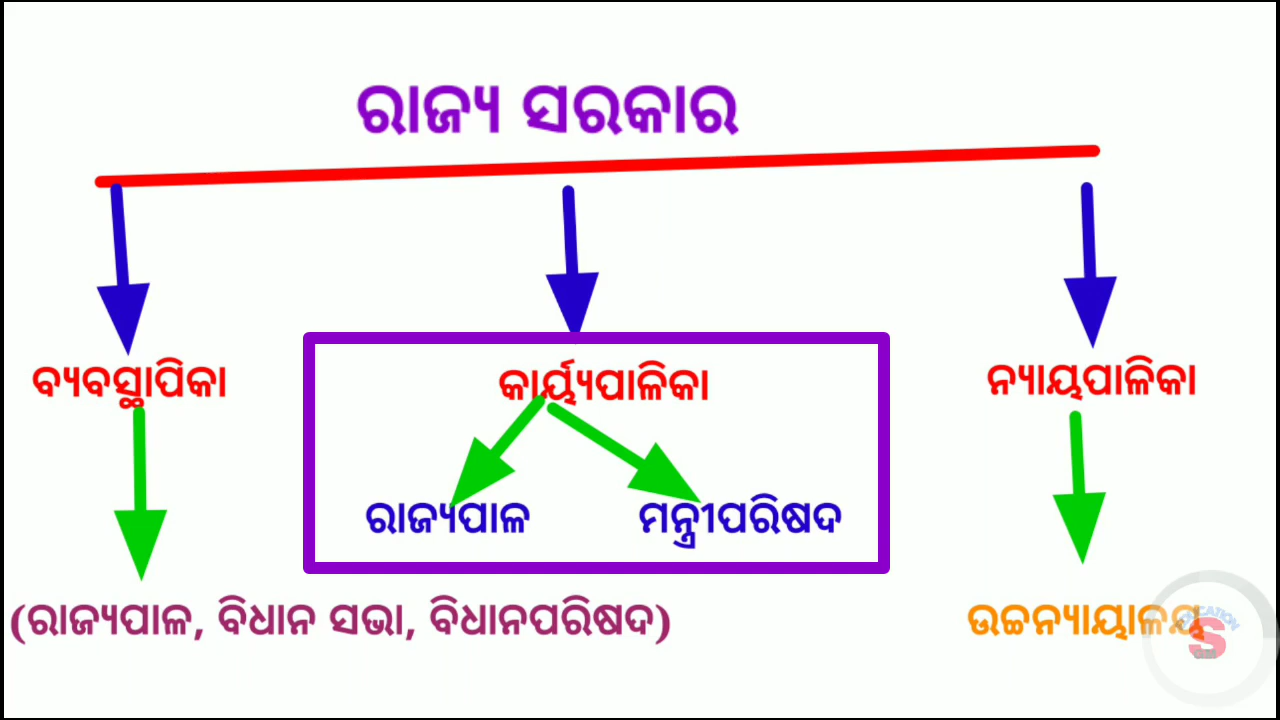 ରାଜ୍ୟ ସରକାର
ବ୍ୟବସ୍ଥାପିକା
କାର୍ଯ୍ୟପାଳିକା
ନ୍ୟାୟପାଳିକା
ରାଜ୍ୟପାଳ
ମନ୍ତ୍ରୀପରିଷଦ
(ରାଜ୍ୟପାଳ, ବିଧାନ ସଭା, ବିଧାନପରିଷଦ)
ଉଚ୍ଚନ୍ୟାୟାଳୟ